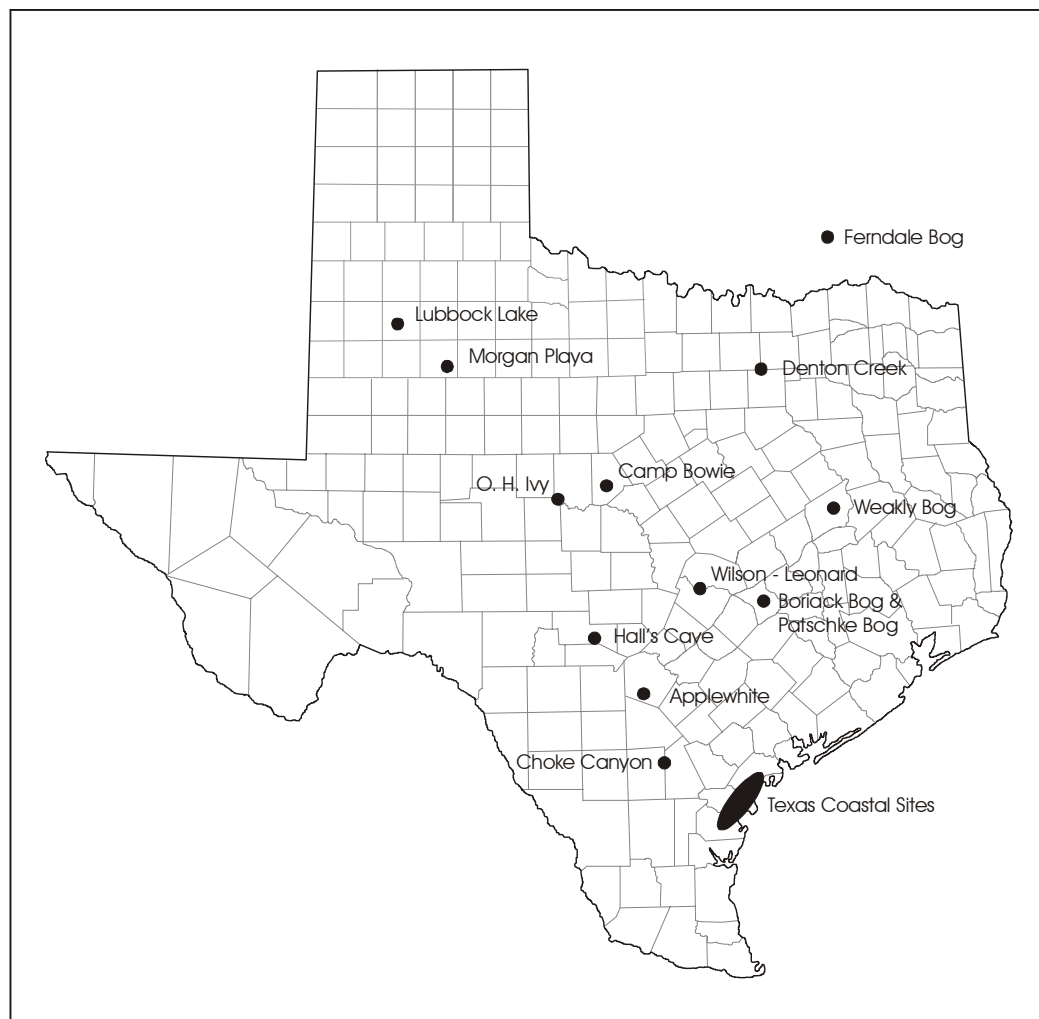 Ferndale Bog
Lubbock Lake
Morgan Playa
Denton Creek
Camp Bowie
O. H. Ivy
Weakly Bog
Wilson - Leonard
Boriack Bog &
Patschke Bog
Hall's Cave
Applewhite
Choke Canyon
Texas Coastal Sites